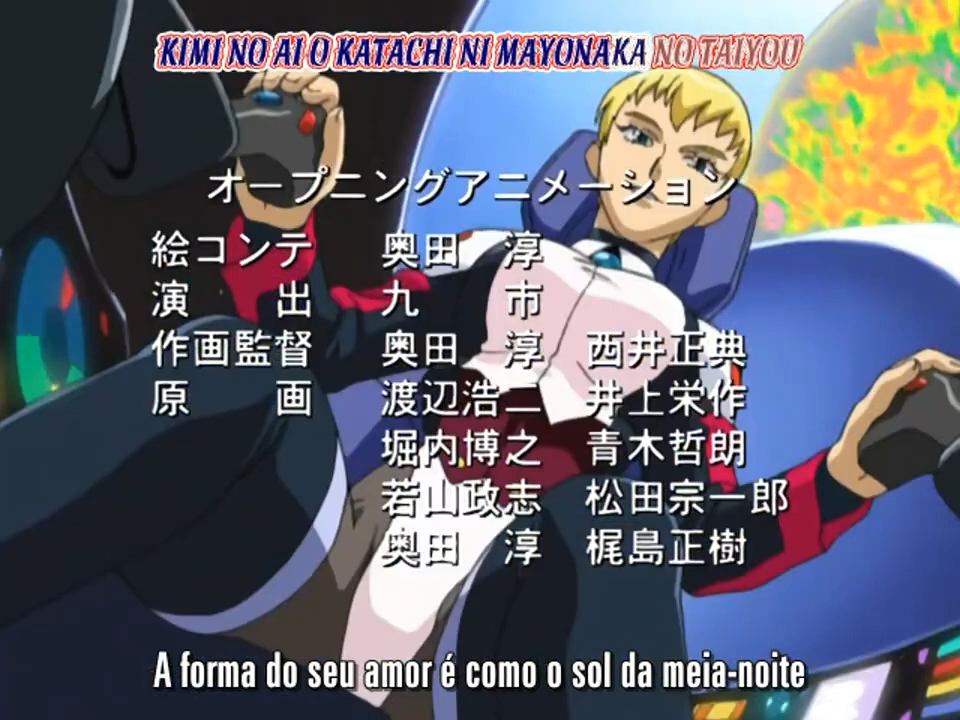 KIMI NO AI O KATACHI NI MAYONAKA NO TAIYOU
オープニングアニメーション
絵コンテ 奥田 淳
演出 九市
作画監督 奥田 淳 西井正典
原画 渡辺浩二 井上栄作
堀内博之 青木哲朗
若山政志 松田宗一郎
奥田 淳 梶島正樹
A forma do seu amor é como o sol da meia-noite